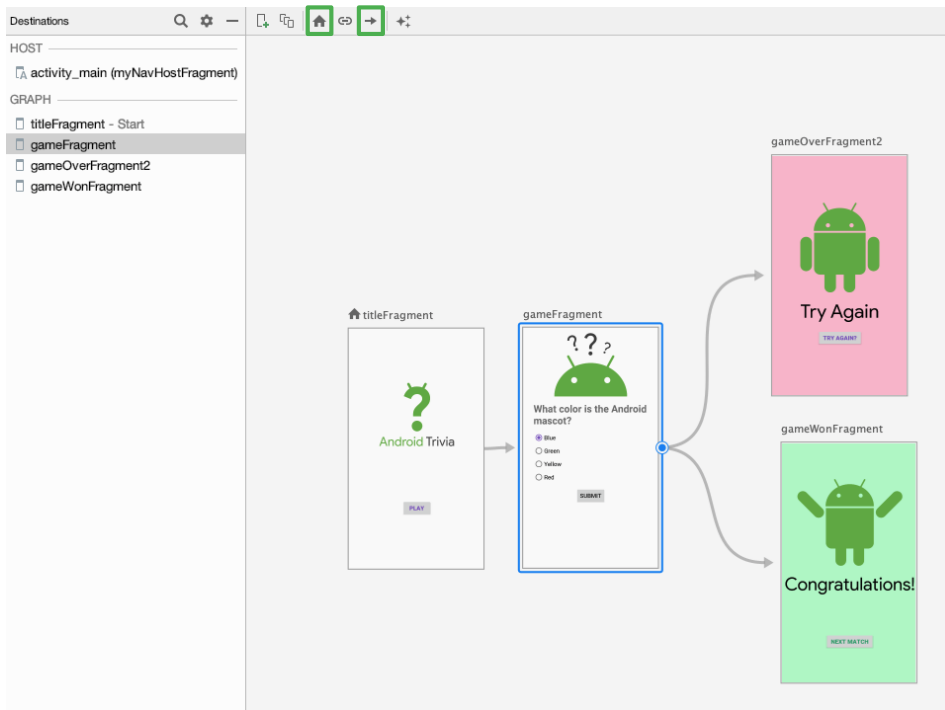 Destinations
HOST
activity_main (myNavHostFragment)
GRAPH
titleFragment - Start
gameFragment
gameOverFragment2
gameWonFragment
titleFragment
Android Trivia
PLAY
gameFragment
???
What color is the Android
mascot?
Blue
Green
Yellow
Red
SUBMIT
gameOverFragment2
Try Again
TRY AGAIN?
gameWonFragment
Congratulations!
NEXT MATCH